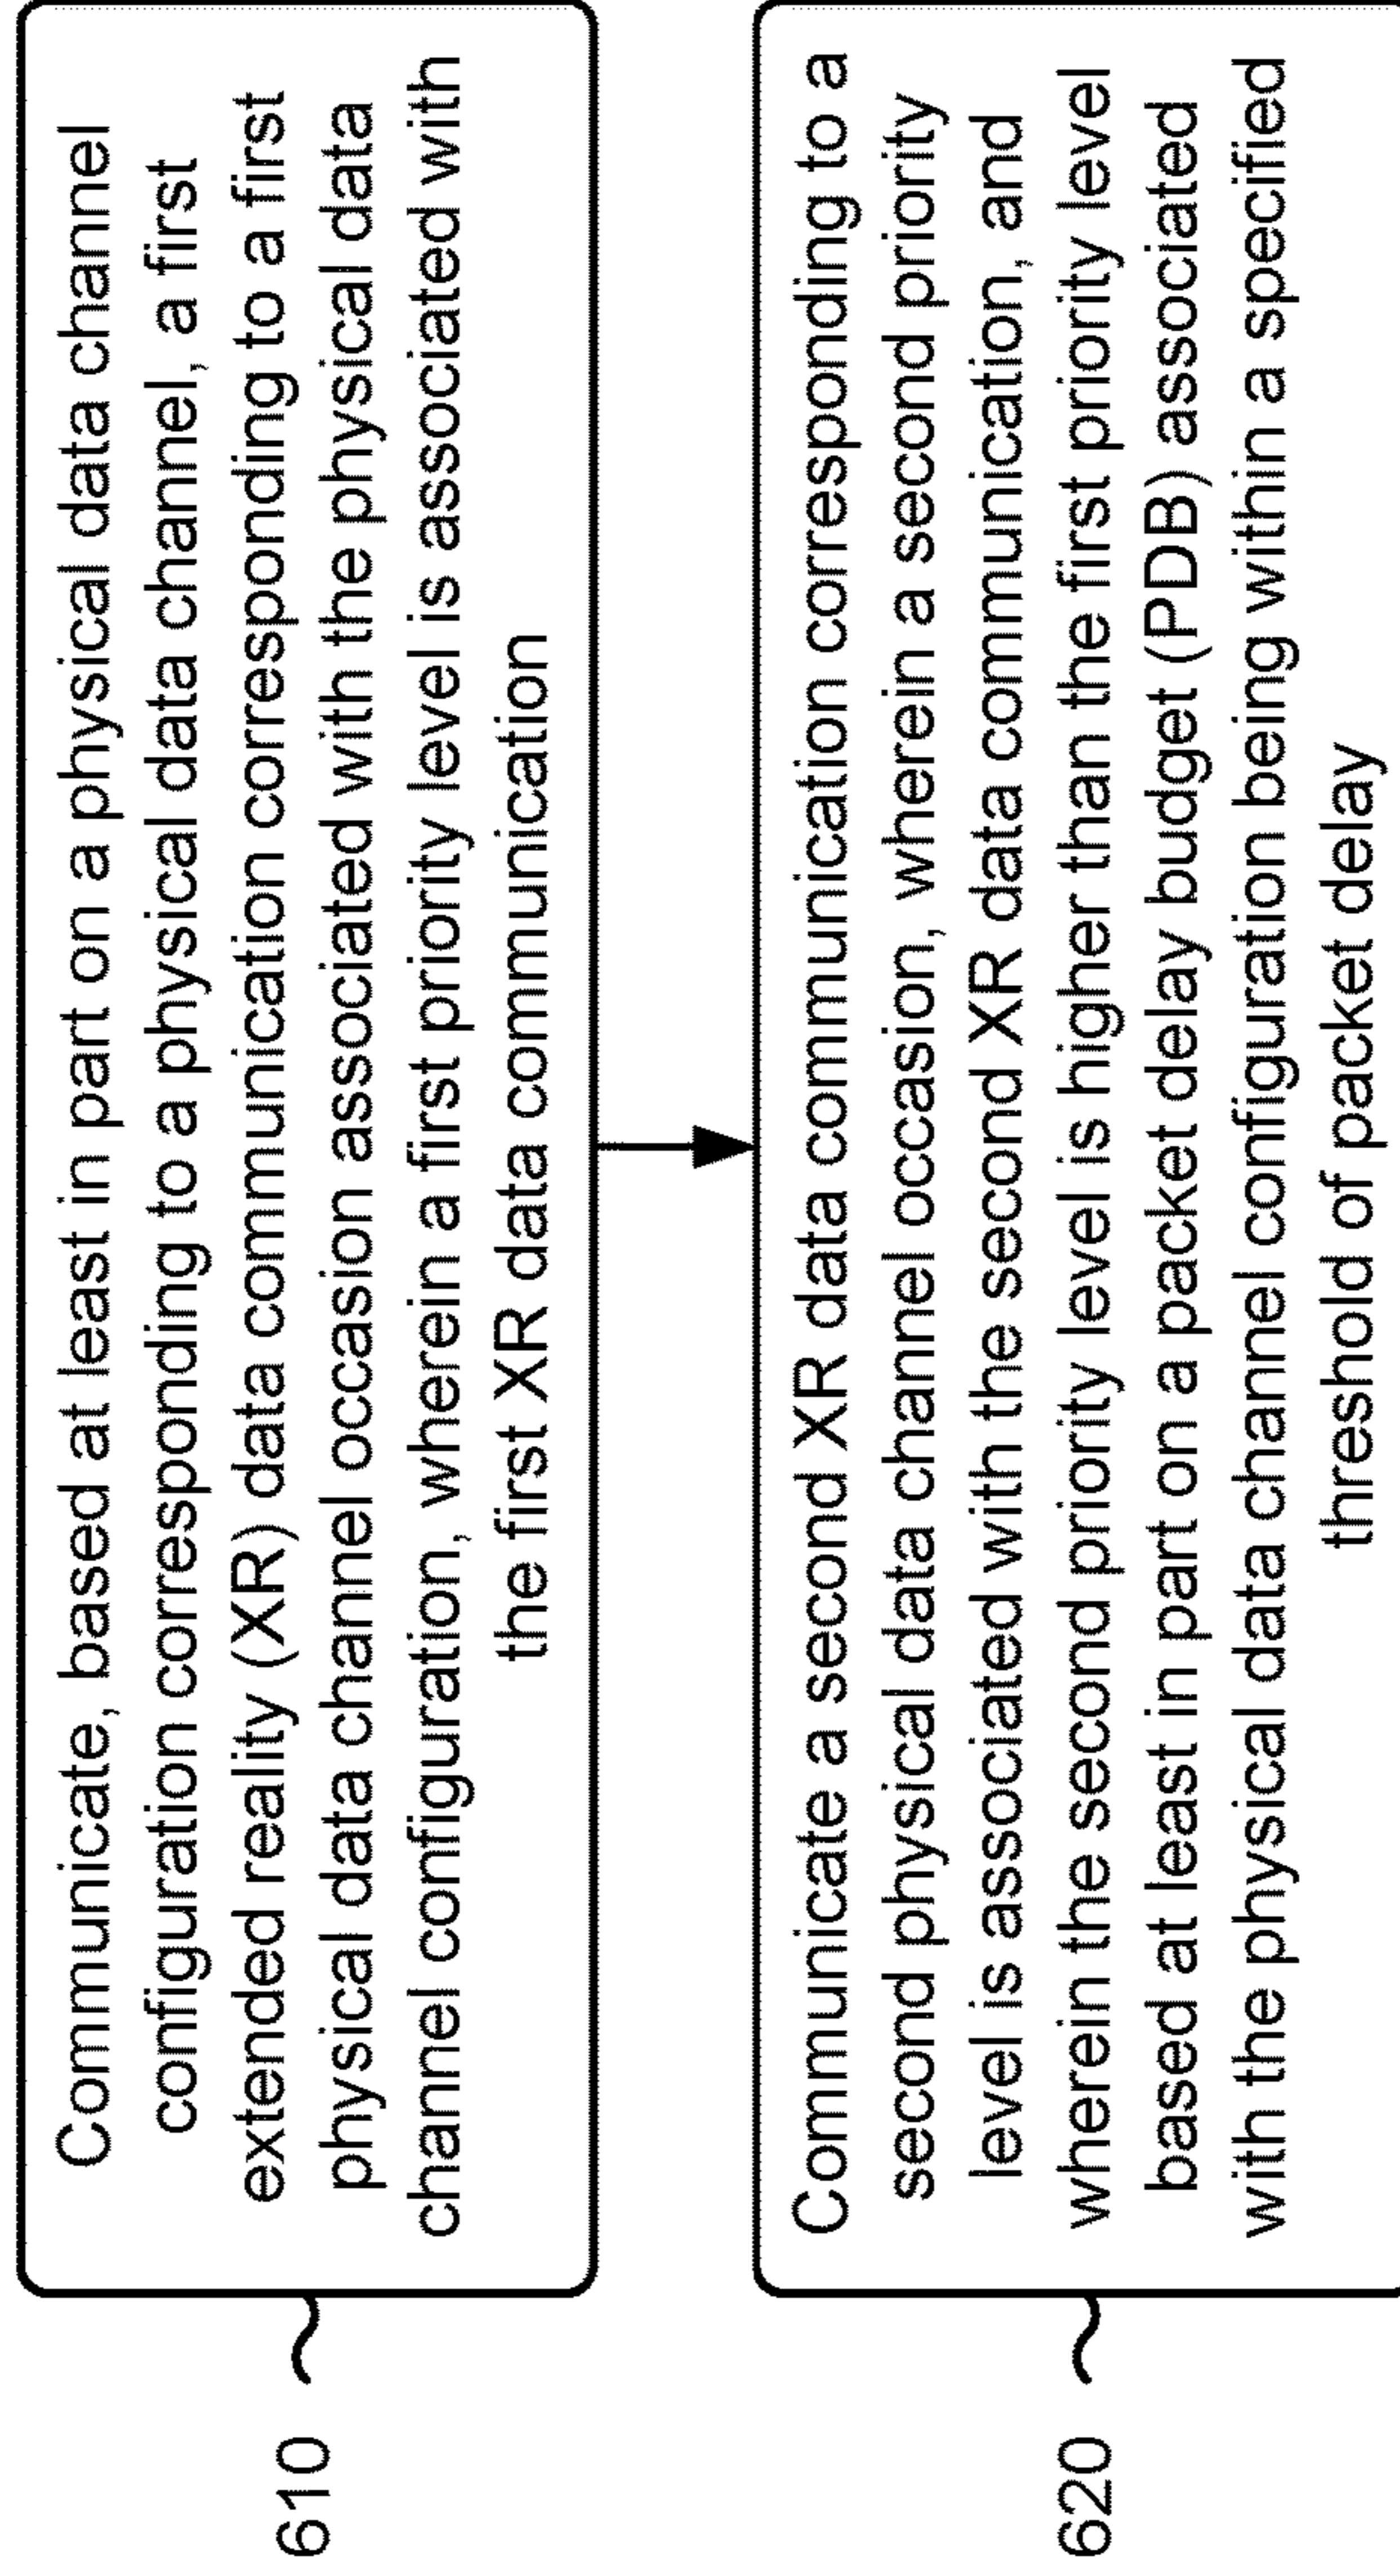 610
Communicate, based at least in part on a physical data channel
configuration corresponding to a physical data channel, a first
extended reality (XR) data communication corresponding to a first
physical data channel occasion associated with the physical data
channel configuration, wherein a first priority level is associated with
the first XR data communication
620
Communicate a second XR data communication corresponding to a
second physical data channel occasion, wherein a second priority
level is associated with the second XR data communication, and
wherein the second priority level is higher than the first priority level
based at least in part on a packet delay budget (PDB) associated
with the physical data channel configuration being within a specified
threshold of packet delay